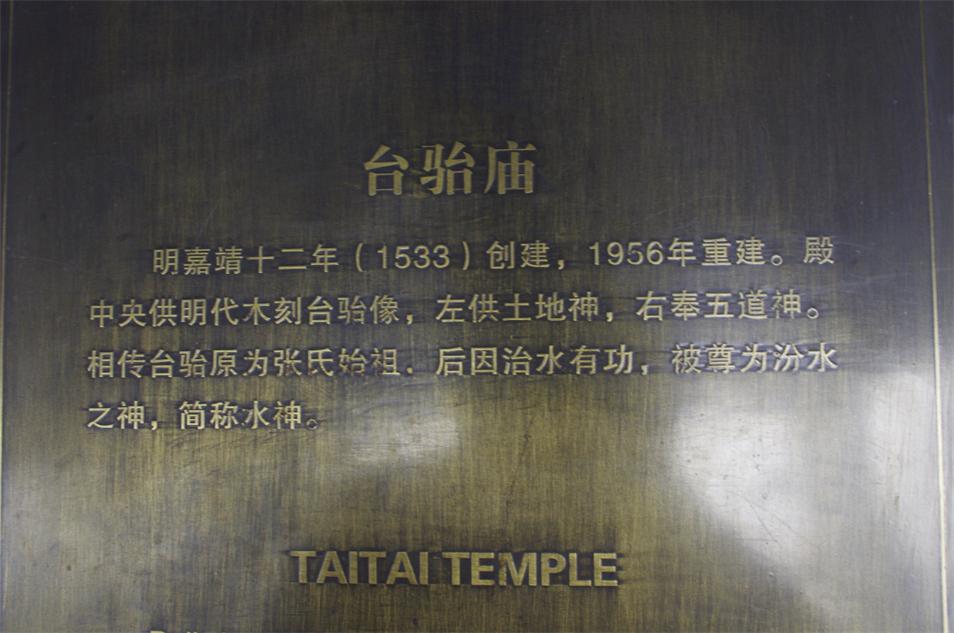 台骀庙
明嘉靖十二年（1533）创建，1956年重建。殿
中央供明代木刻台骀像，左供土地神，右奉五道神。
相传台骀原为张氏始祖，后因治水有功，被尊为汾水
之神，简称水神。
TAITAI TEMPLE